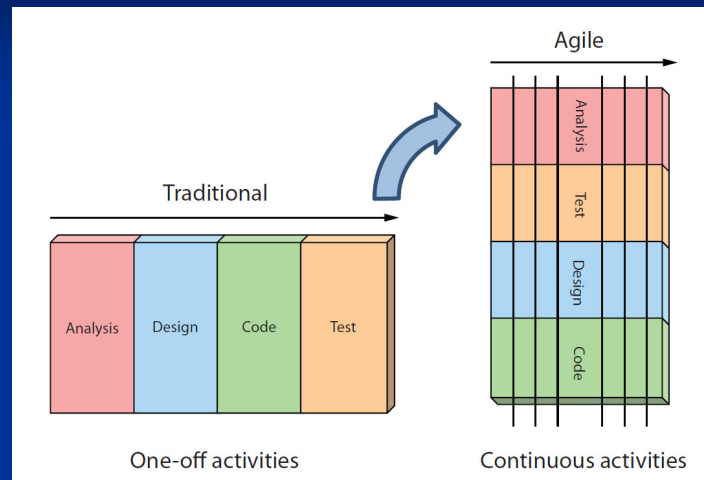 Agile
Analysis
Test
Design
Code
Traditional
Analysis
Design
Code
Test
One-off activities
Continuous activities